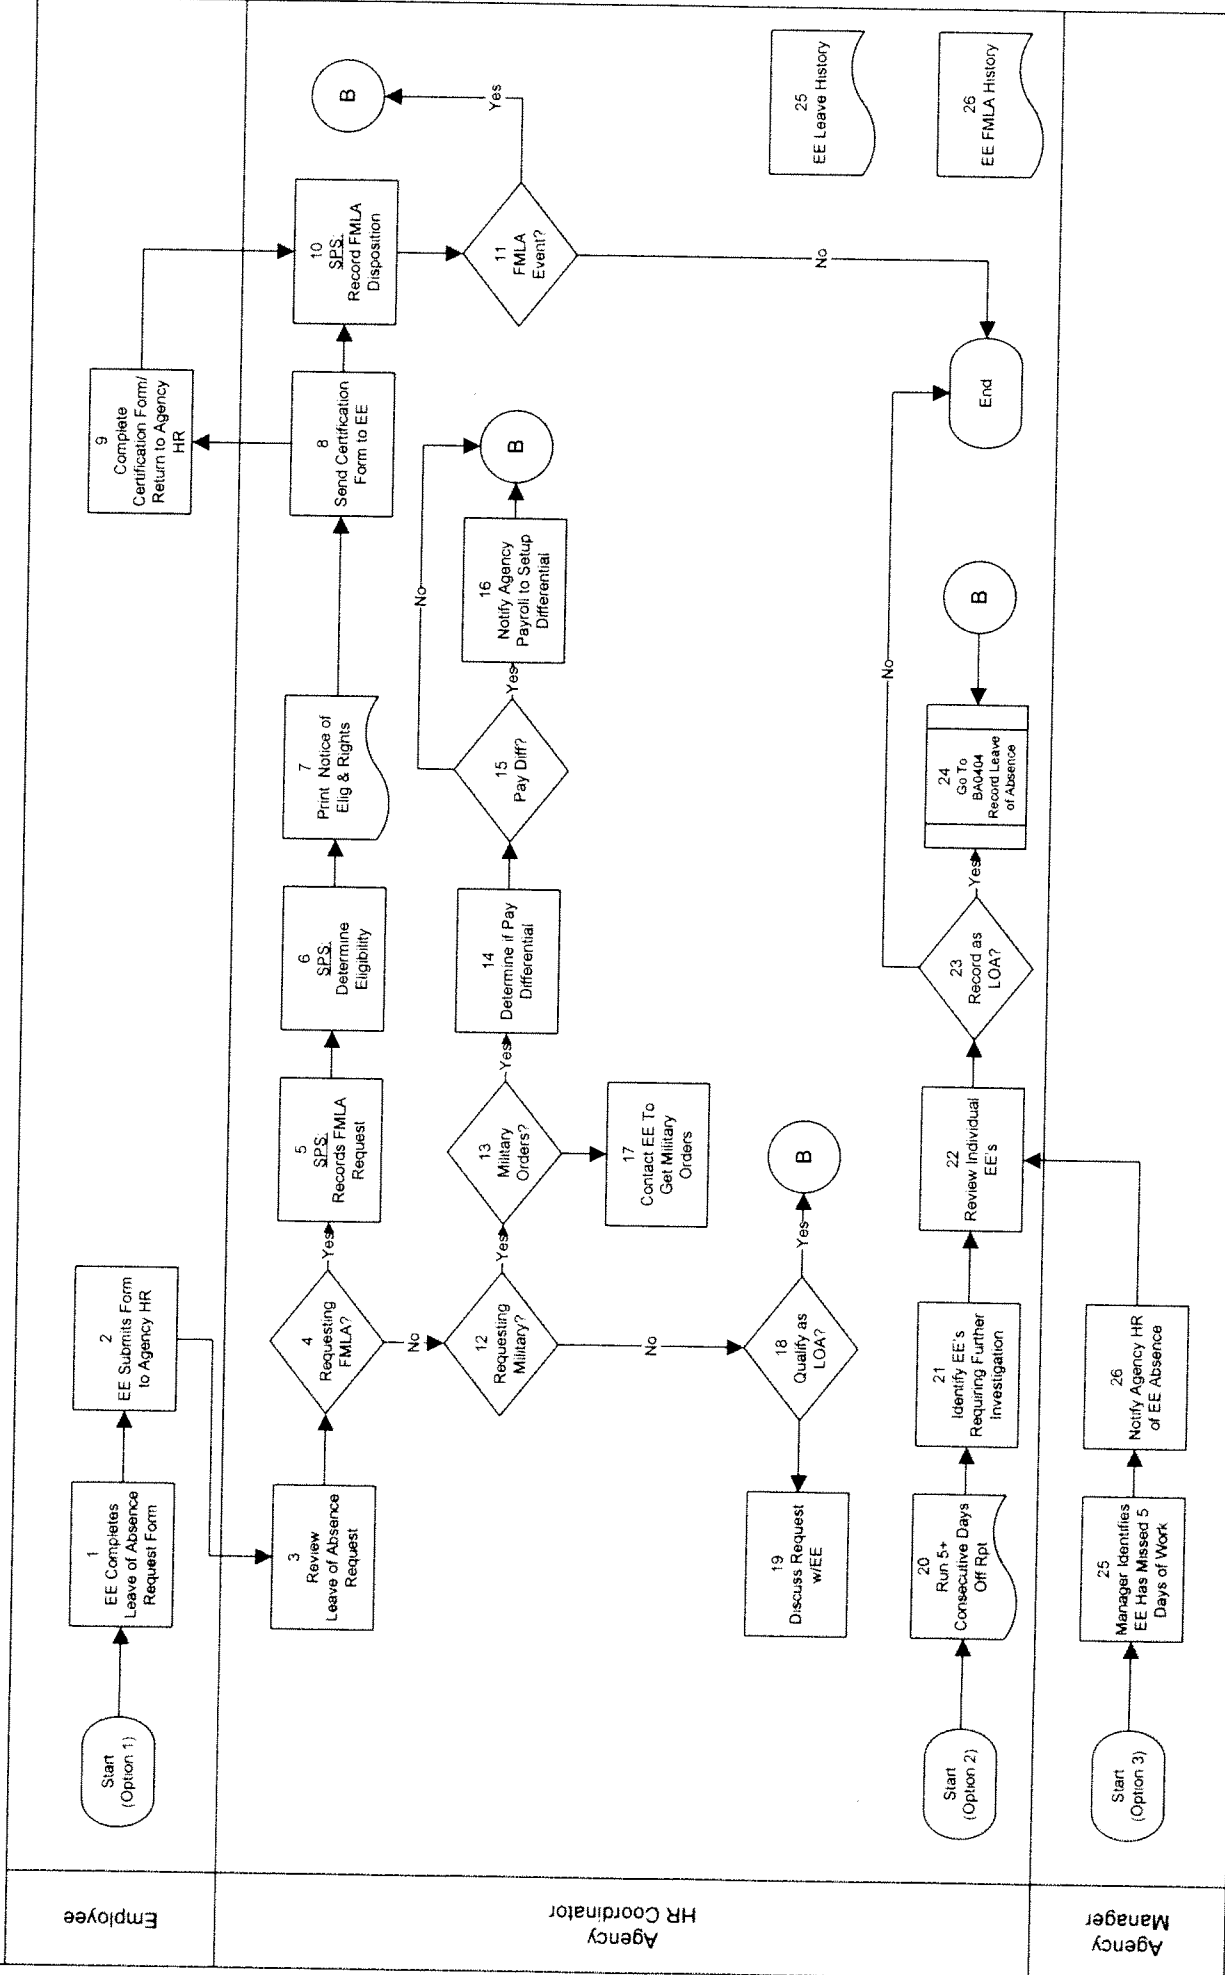 Employee
Start
(Option 1)
1
EE Completes
Leave of Absence
Request Form
2
EE Submits Form
to Agency HR
9
Complete
Certification Form/
Return to Agency
HR
Agency
HR Coordinator
3
Review
Leave of Absence
Request
4
Requesting
FMLA?
Yes
No
5
SPS:
Records FMLA
Request
6
SPS:
Determine
Eligibility
7
Print Notice of
Elig & Rights
8
Send Certification
Form to EE
10
SPS:
Record FMLA
Disposition
11
FMLA
Event?
Yes
B
No
12
Requesting
Military?
Yes
No
13
Military
Orders?
Yes
14
Determine if Pay
Differential
15
Pay Diff?
Yes
No
16
Notify Agency
Payroll to Setup
Differential
B
17
Contact EE To
Get Military
Orders
18
Qualify as
LOA?
Yes
B
19
Discuss Request
w/EE
Start
(Option 2)
20
Run 5+
Consecutive Days
Off Rpt
21
Identify EE's
Requiring Further
Investigation
22
Review Individual
EE's
23
Record as
LOA?
Yes
No
24
Go To
BA0404
Record Leave
of Absence
B
End
25
EE Leave History
26
EE FMLA History
Agency
Manager
Start
(Option 3)
25
Manager Identifies
EE Has Missed 5
Days of Work
26
Notify Agency HR
of EE Absence